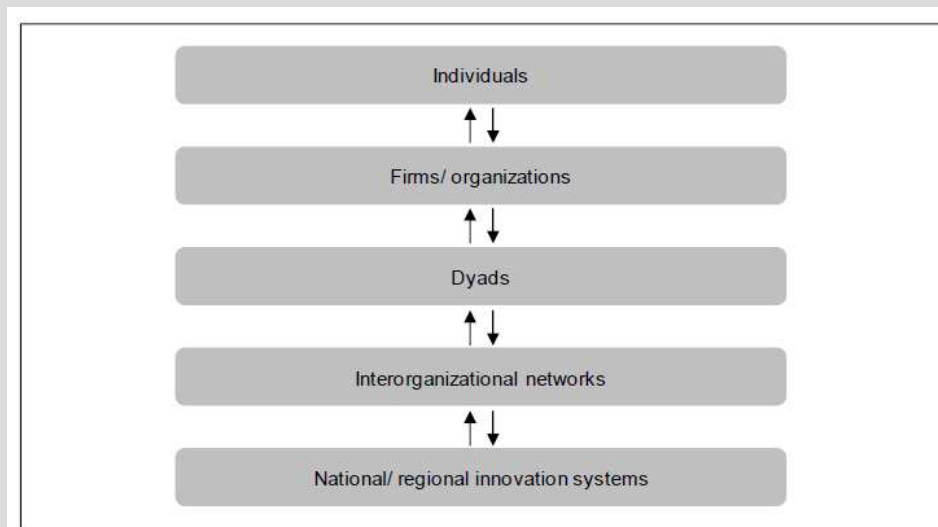 Individuals
Firms/ organizations
Dyads
Interorganizational networks
National/ regional innovation systems